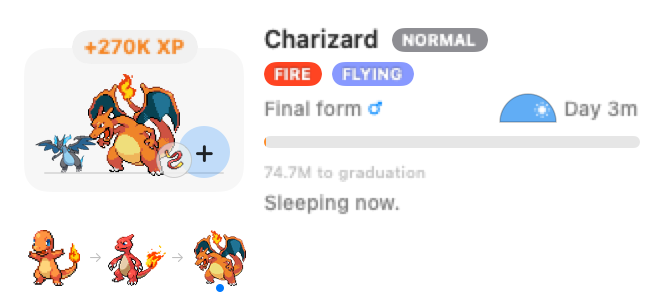 +270K XP
Charizard NORMAL
FIRE FLYING
Final form ♂ Day 3m
74.7M to graduation
Sleeping now.
+